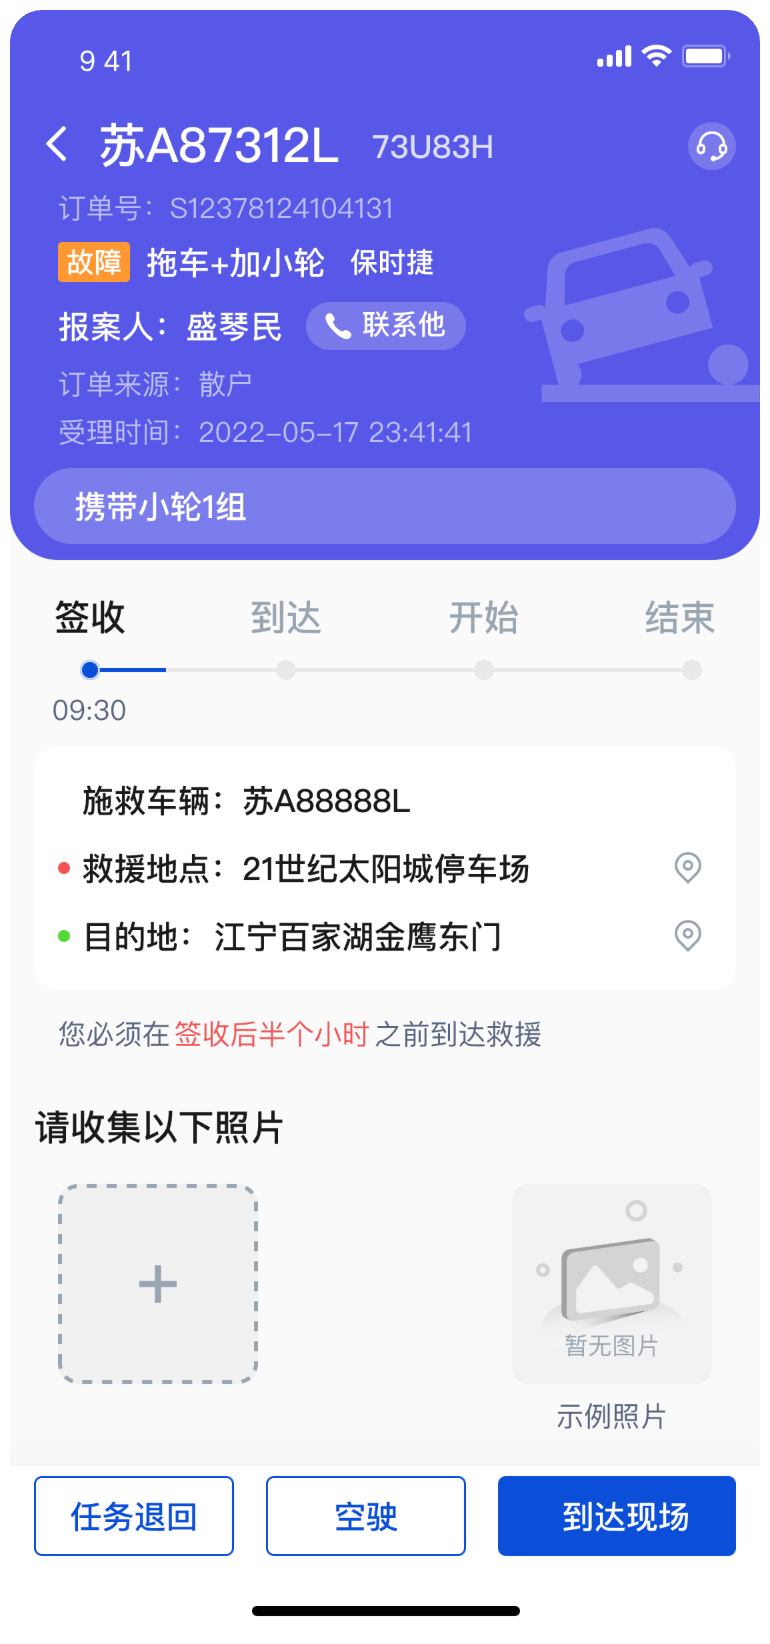 9 41
苏A87312L 73U83H
订单号：S12378124104131
故障 拖车+加小轮 保时捷
报案人：盛琴民 联系他
订单来源：散户
受理时间：2022-05-17 23:41:41
携带小轮1组
签收 到达 开始 结束
09:30
施救车辆：苏A88888L
救援地点：21世纪太阳城停车场
目的地：江宁百家湖金鹰东门
您必须在签收后半个小时之前到达救援
请收集以下照片
暂无图片
示例照片
任务退回 空驶 到达现场